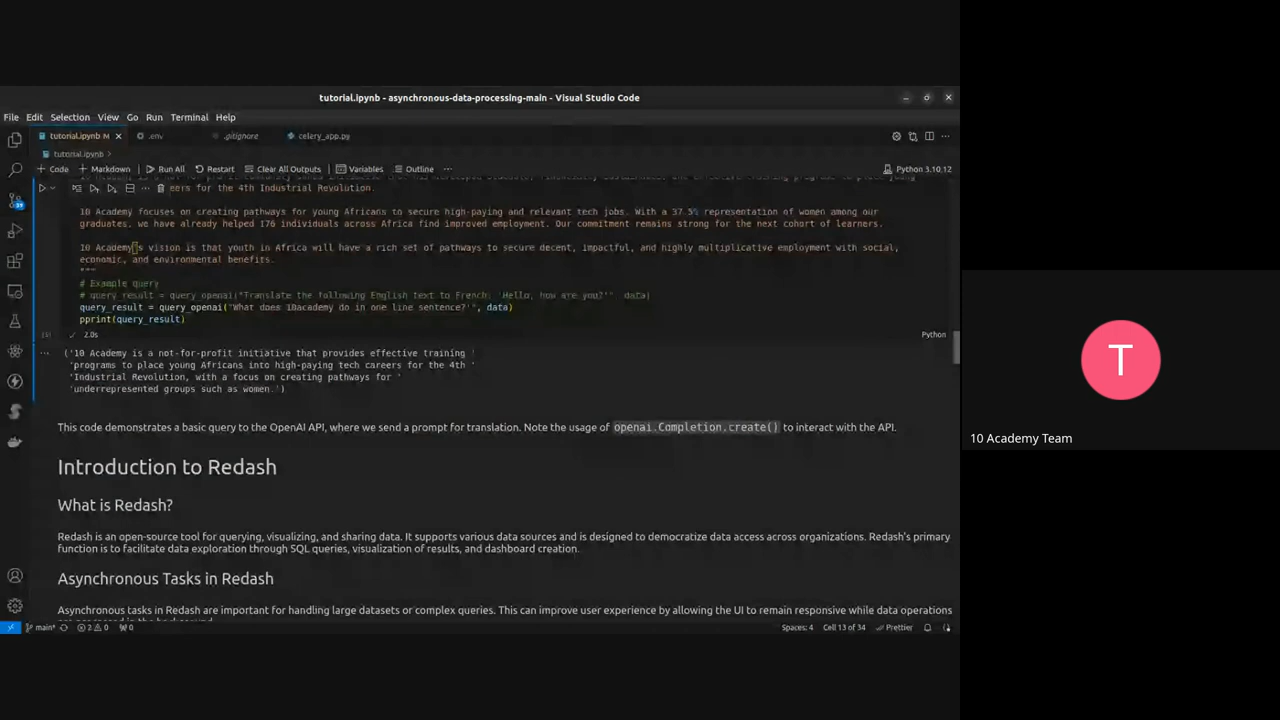 tutorial.ipynb - asynchronous-data-processing-main - Visual Studio Code
File Edit Selection View Go Run Terminal Help
tutorial.ipynb M .env .gitignore celery_app.py
tutorial.ipynb >
+ Code + Markdown Run All Restart Clear All Outputs Variables Outline ... Python 3.10.12
eers for the 4th Industrial Revolution.
10 Academy focuses on creating pathways for young Africans to secure high-paying and relevant tech jobs. With a 37.5% representation of women among our
graduates, we have already helped 176 individuals across Africa find improved employment. Our commitment remains strong for the next cohort of learners.
10 Academy's vision is that youth in Africa will have a rich set of pathways to secure decent, impactful, and highly multiplicative employment with social,
economic, and environmental benefits.
"""
# Example query
# query_result = query_openai("Translate the following English text to French: 'Hello, how are you?'" data)
query_result = query_openai("What does 10academy do in one line sentence?'", data)
pprint(query_result)
2.0s Python
('10 Academy is a not-for-profit initiative that provides effective training '
'programs to place young Africans into high-paying tech careers for the 4th '
'Industrial Revolution, with a focus on creating pathways for '
'underrepresented groups such as women.')
This code demonstrates a basic query to the OpenAI API, where we send a prompt for translation. Note the usage of openai.Completion.create() to interact with the API.
Introduction to Redash
What is Redash?
Redash is an open-source tool for querying, visualizing, and sharing data. It supports various data sources and is designed to democratize data access across organizations. Redash's primary
function is to facilitate data exploration through SQL queries, visualization of results, and dashboard creation.
Asynchronous Tasks in Redash
Asynchronous tasks in Redash are important for handling large datasets or complex queries. This can improve user experience by allowing the UI to remain responsive while data operations
main* 2 0 0 Spaces: 4 Cell 13 of 34 Prettier
T
10 Academy Team